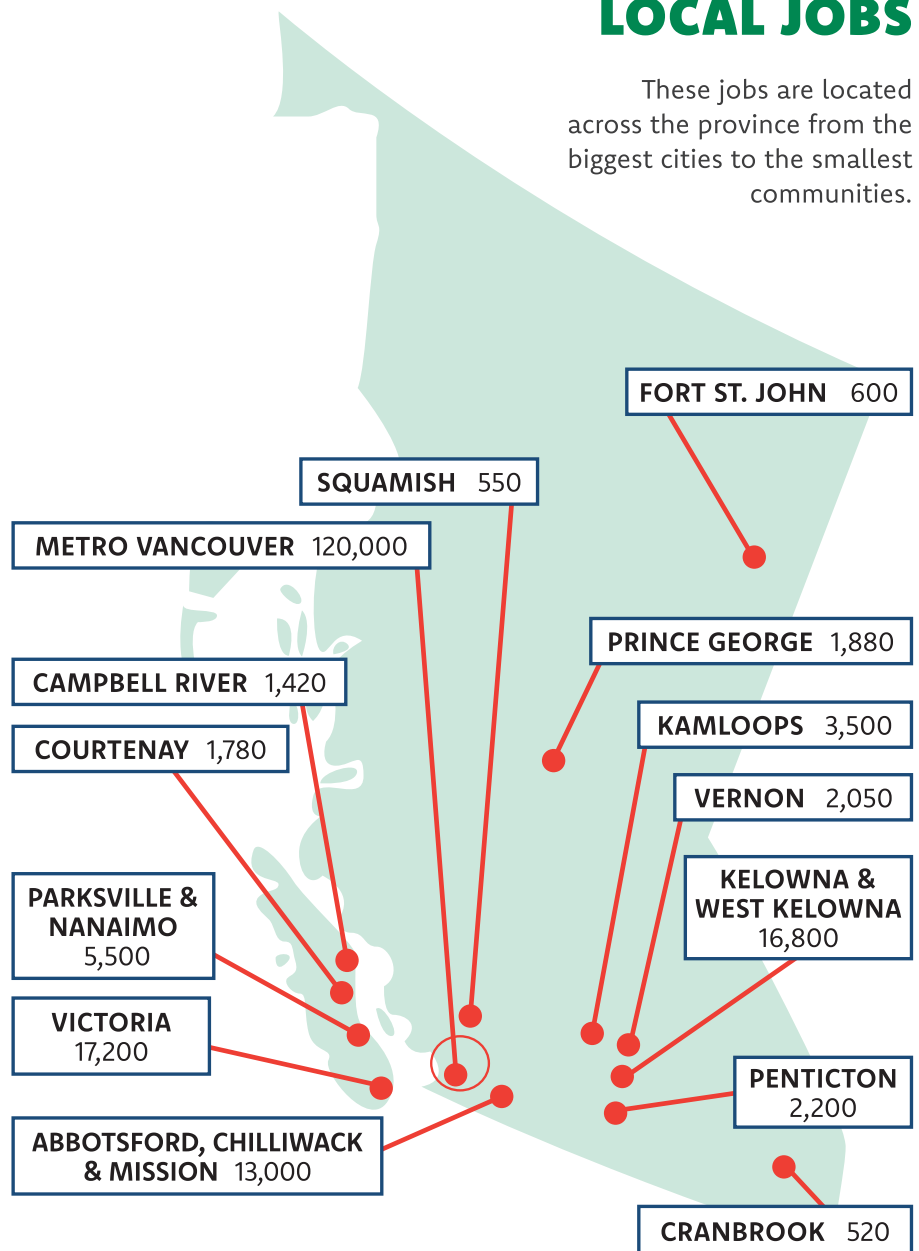 LOCAL JOBS
These jobs are located
across the province from the
biggest cities to the smallest
communities.
FORT ST. JOHN 600
SQUAMISH 550
METRO VANCOUVER 120,000
PRINCE GEORGE 1,880
CAMPBELL RIVER 1,420
KAMLOOPS 3,500
COURTENAY 1,780
VERNON 2,050
KELOWNA &
WEST KELOWNA
16,800
PARKSVILLE &
NANAIMO
5,500
VICTORIA
17,200
PENTICTON
2,200
ABBOTSFORD, CHILLIWACK
& MISSION 13,000
CRANBROOK 520